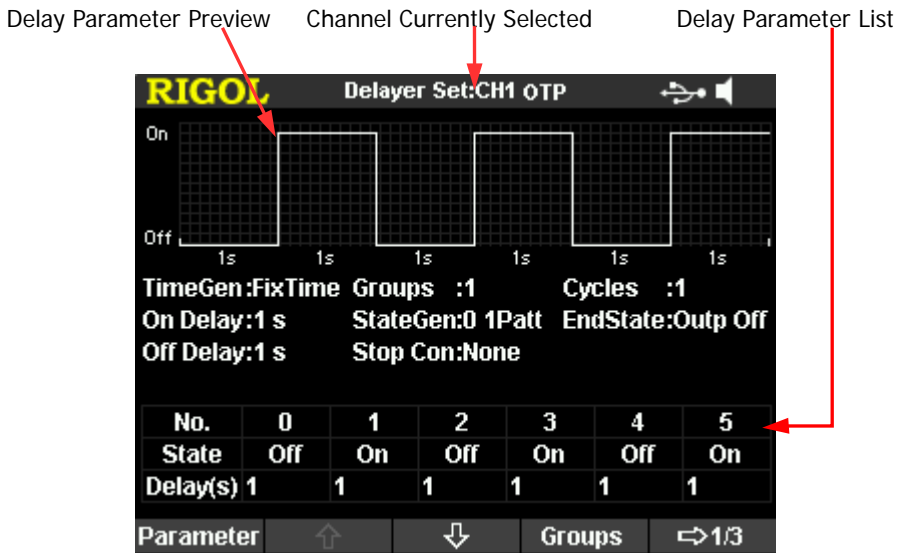 Delay Parameter Preview Channel Currently Selected Delay Parameter List
RIGOL Delayer Set:CH1 OTP
On
Off
1s 1s 1s 1s 1s 1s
TimeGen:FixTime Groups :1 Cycles :1
On Delay:1 s StateGen:0 1Patt EndState:Outp Off
Off Delay:1 s Stop Con:None
No. 0 1 2 3 4 5
State Off On Off On Off On
Delay(s) 1 1 1 1 1 1
Parameter Groups 1/3